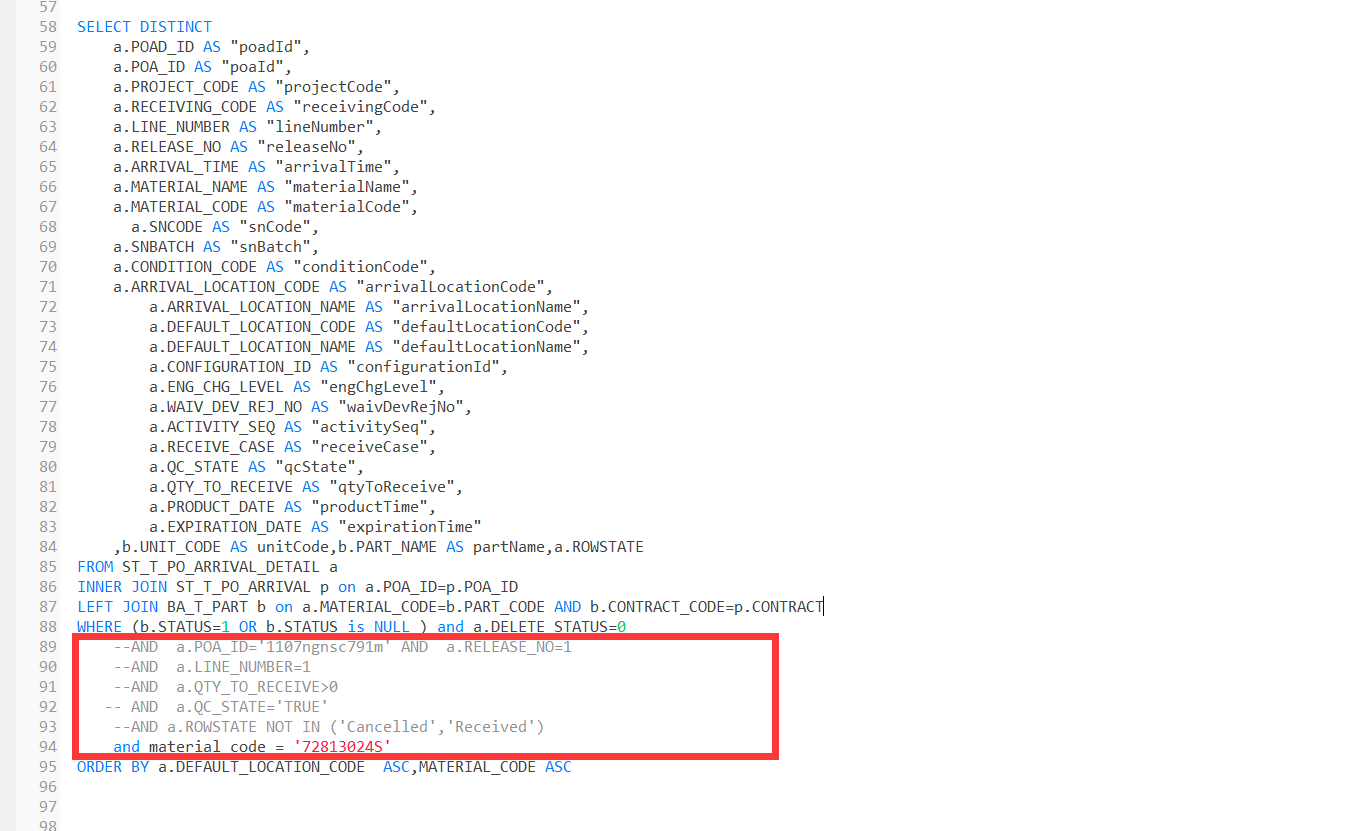 57
58 SELECT DISTINCT
59 a.POAD_ID AS "poadId",
60 a.POA_ID AS "poaId",
61 a.PROJECT_CODE AS "projectCode",
62 a.RECEIVING_CODE AS "receivingCode",
63 a.LINE_NUMBER AS "lineNumber",
64 a.RELEASE_NO AS "releaseNo",
65 a.ARRIVAL_TIME AS "arrivalTime",
66 a.MATERIAL_NAME AS "materialName",
67 a.MATERIAL_CODE AS "materialCode",
68 a.SNCODE AS "snCode",
69 a.SNBATCH AS "snBatch",
70 a.CONDITION_CODE AS "conditionCode",
71 a.ARRIVAL_LOCATION_CODE AS "arrivalLocationCode",
72 a.ARRIVAL_LOCATION_NAME AS "arrivalLocationName",
73 a.DEFAULT_LOCATION_CODE AS "defaultLocationCode",
74 a.DEFAULT_LOCATION_NAME AS "defaultLocationName",
75 a.CONFIGURATION_ID AS "configurationId",
76 a.ENG_CHG_LEVEL AS "engChgLevel",
77 a.WAIV_DEV_REJ_NO AS "waivDevRejNo",
78 a.ACTIVITY_SEQ AS "activitySeq",
79 a.RECEIVE_CASE AS "receiveCase",
80 a.QC_STATE AS "qcState",
81 a.QTY_TO_RECEIVE AS "qtyToReceive",
82 a.PRODUCT_DATE AS "productTime",
83 a.EXPIRATION_DATE AS "expirationTime"
84 ,b.UNIT_CODE AS unitCode,b.PART_NAME AS partName,a.ROWSTATE
85 FROM ST_T_PO_ARRIVAL_DETAIL a
86 INNER JOIN ST_T_PO_ARRIVAL p on a.POA_ID=p.POA_ID
87 LEFT JOIN BA_T_PART b on a.MATERIAL_CODE=b.PART_CODE AND b.CONTRACT_CODE=p.CONTRACT
88 WHERE (b.STATUS=1 OR b.STATUS is NULL ) and a.DELETE_STATUS=0
89 --AND  a.POA_ID='1107ngnsc791m' AND  a.RELEASE_NO=1
90 --AND  a.LINE_NUMBER=1
91 --AND  a.QTY_TO_RECEIVE>0
92 -- AND  a.QC_STATE='TRUE'
93 --AND a.ROWSTATE NOT IN ('Cancelled','Received')
94 and material_code = '72813024S'
95 ORDER BY a.DEFAULT_LOCATION_CODE  ASC,MATERIAL_CODE ASC
96
97
98